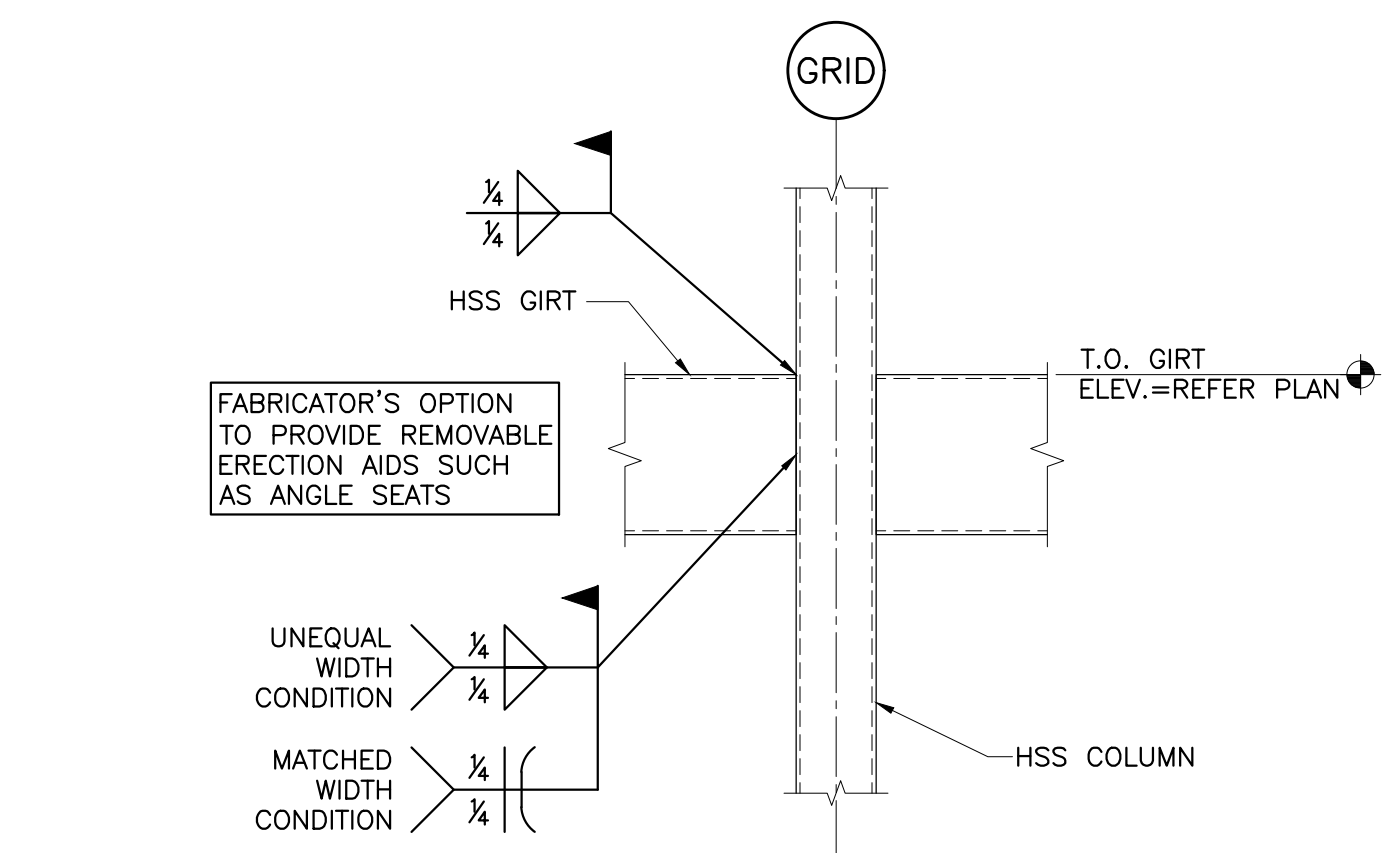 GRID
1/4
1/4
HSS GIRT
T.O. GIRT
ELEV.=REFER PLAN
FABRICATOR'S OPTION
TO PROVIDE REMOVABLE
ERECTION AIDS SUCH
AS ANGLE SEATS
UNEQUAL
WIDTH
CONDITION
1/4
1/4
MATCHED
WIDTH
CONDITION
1/4
1/4
HSS COLUMN